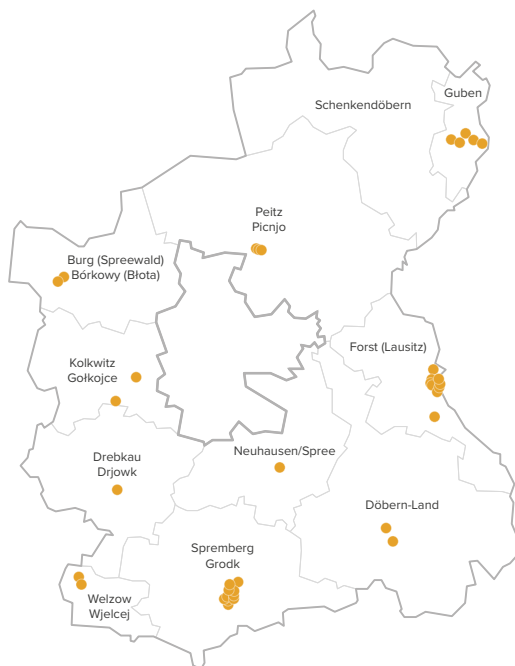 Guben
Schenkendöbern
Peitz
Picnjo
Burg (Spreewald)
Bórkowy (Błota)
Forst (Lausitz)
Kolkwitz
Gołkojce
Neuhausen/Spree
Drebkau
Drjowk
Döbern-Land
Spremberg
Grodk
Welzow
Wjelcej